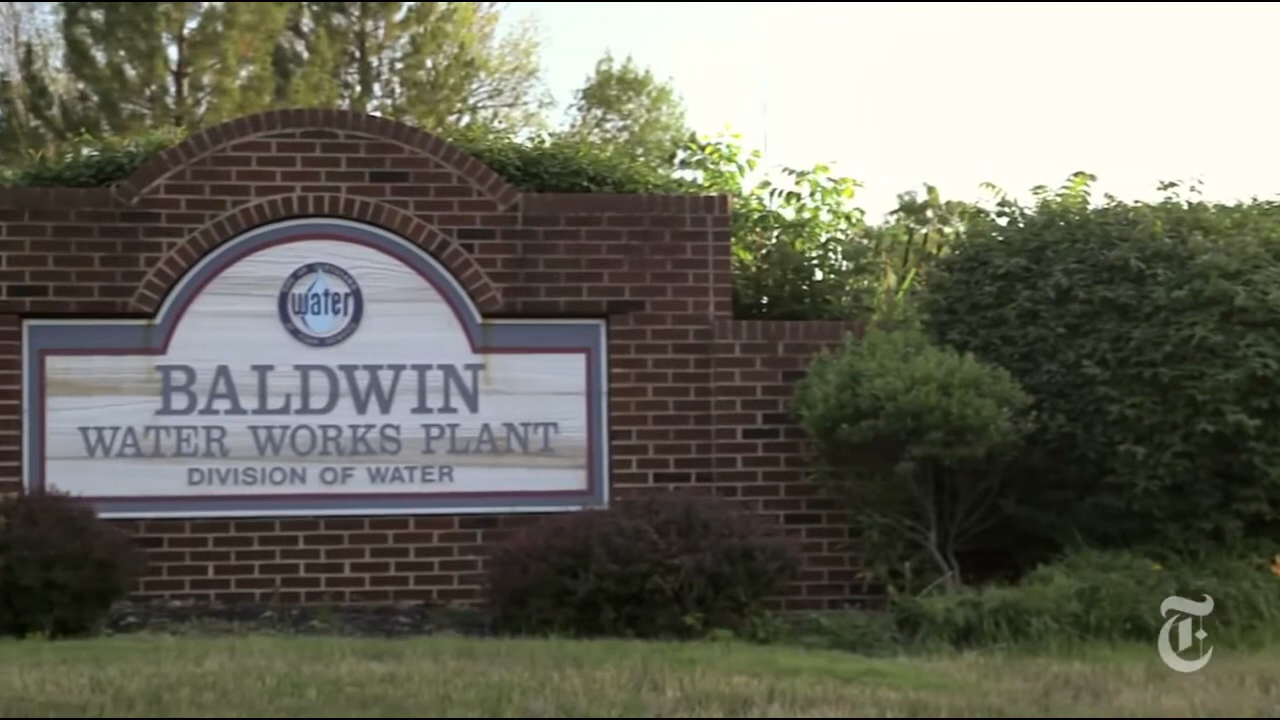 water
BALDWIN
WATER WORKS PLANT
DIVISION OF WATER
T